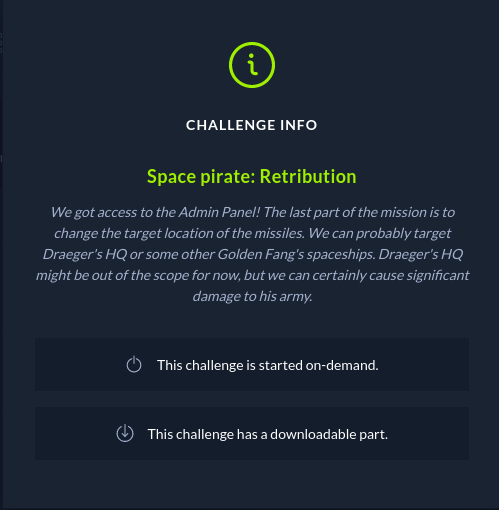 CHALLENGE INFO
Space pirate: Retribution
We got access to the Admin Panel! The last part of the mission is to
change the target location of the missiles. We can probably target
Draeger's HQ or some other Golden Fang's spaceships. Draeger's HQ
might be out of the scope for now, but we can certainly cause significant
damage to his army.
This challenge is started on-demand.
This challenge has a downloadable part.